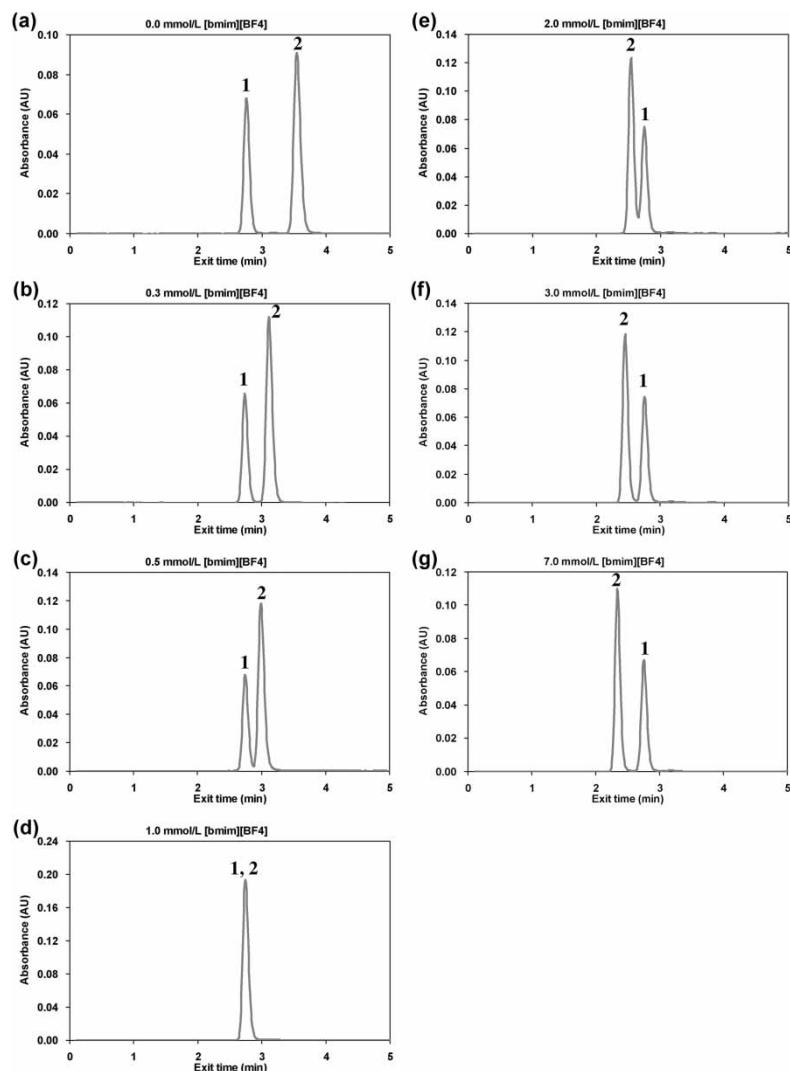 (a)
0.0 mmol/L [bmim][BF4]
0.10
0.08
0.06
0.04
0.02
0.00
Absorbance (AU)
1
2
0 1 2 3 4 5
Exit time (min)
(b)
0.3 mmol/L [bmim][BF4]
0.12
0.10
0.08
0.06
0.04
0.02
0.00
Absorbance (AU)
1
2
0 1 2 3 4 5
Exit time (min)
(c)
0.5 mmol/L [bmim][BF4]
0.14
0.12
0.10
0.08
0.06
0.04
0.02
0.00
Absorbance (AU)
1
2
0 1 2 3 4 5
Exit time (min)
(d)
1.0 mmol/L [bmim][BF4]
0.24
0.20
0.16
0.12
0.08
0.04
0.00
Absorbance (AU)
1, 2
0 1 2 3 4 5
Exit time (min)
(e)
2.0 mmol/L [bmim][BF4]
0.14
0.12
0.10
0.08
0.06
0.04
0.02
0.00
Absorbance (AU)
2
1
0 1 2 3 4 5
Exit time (min)
(f)
3.0 mmol/L [bmim][BF4]
0.14
0.12
0.10
0.08
0.06
0.04
0.02
0.00
Absorbance (AU)
2
1
0 1 2 3 4 5
Exit time (min)
(g)
7.0 mmol/L [bmim][BF4]
0.12
0.10
0.08
0.06
0.04
0.02
0.00
Absorbance (AU)
2
1
0 1 2 3 4 5
Exit time (min)